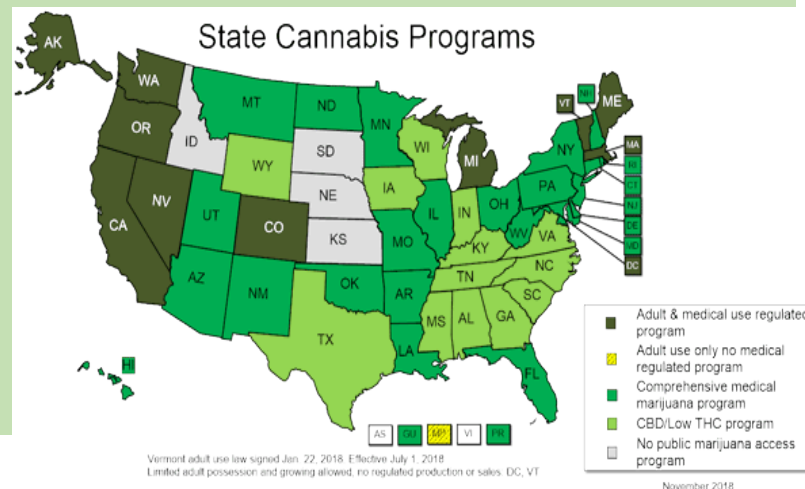 State Cannabis Programs
AK
WA
OR
CA
NV
ID
MT
WY
UT
CO
AZ
NM
ND
SD
NE
KS
OK
TX
MN
IA
MO
AR
LA
WI
IL
MI
IN
OH
KY
TN
MS
AL
GA
FL
SC
NC
VA
WV
PA
NY
VT
NH
ME
MA
RI
CT
NJ
DE
MD
DC
HI
AS
GU
MP
VI
PR
Adult & medical use regulated
program
Adult use only no medical
regulated program
Comprehensive medical
marijuana program
CBD/Low THC program
No public marijuana access
program
Vermont adult use law signed Jan. 22, 2018. Effective July 1, 2018.
Limited adult possession and growing allowed, no regulated production or sales: DC, VT
November 2018